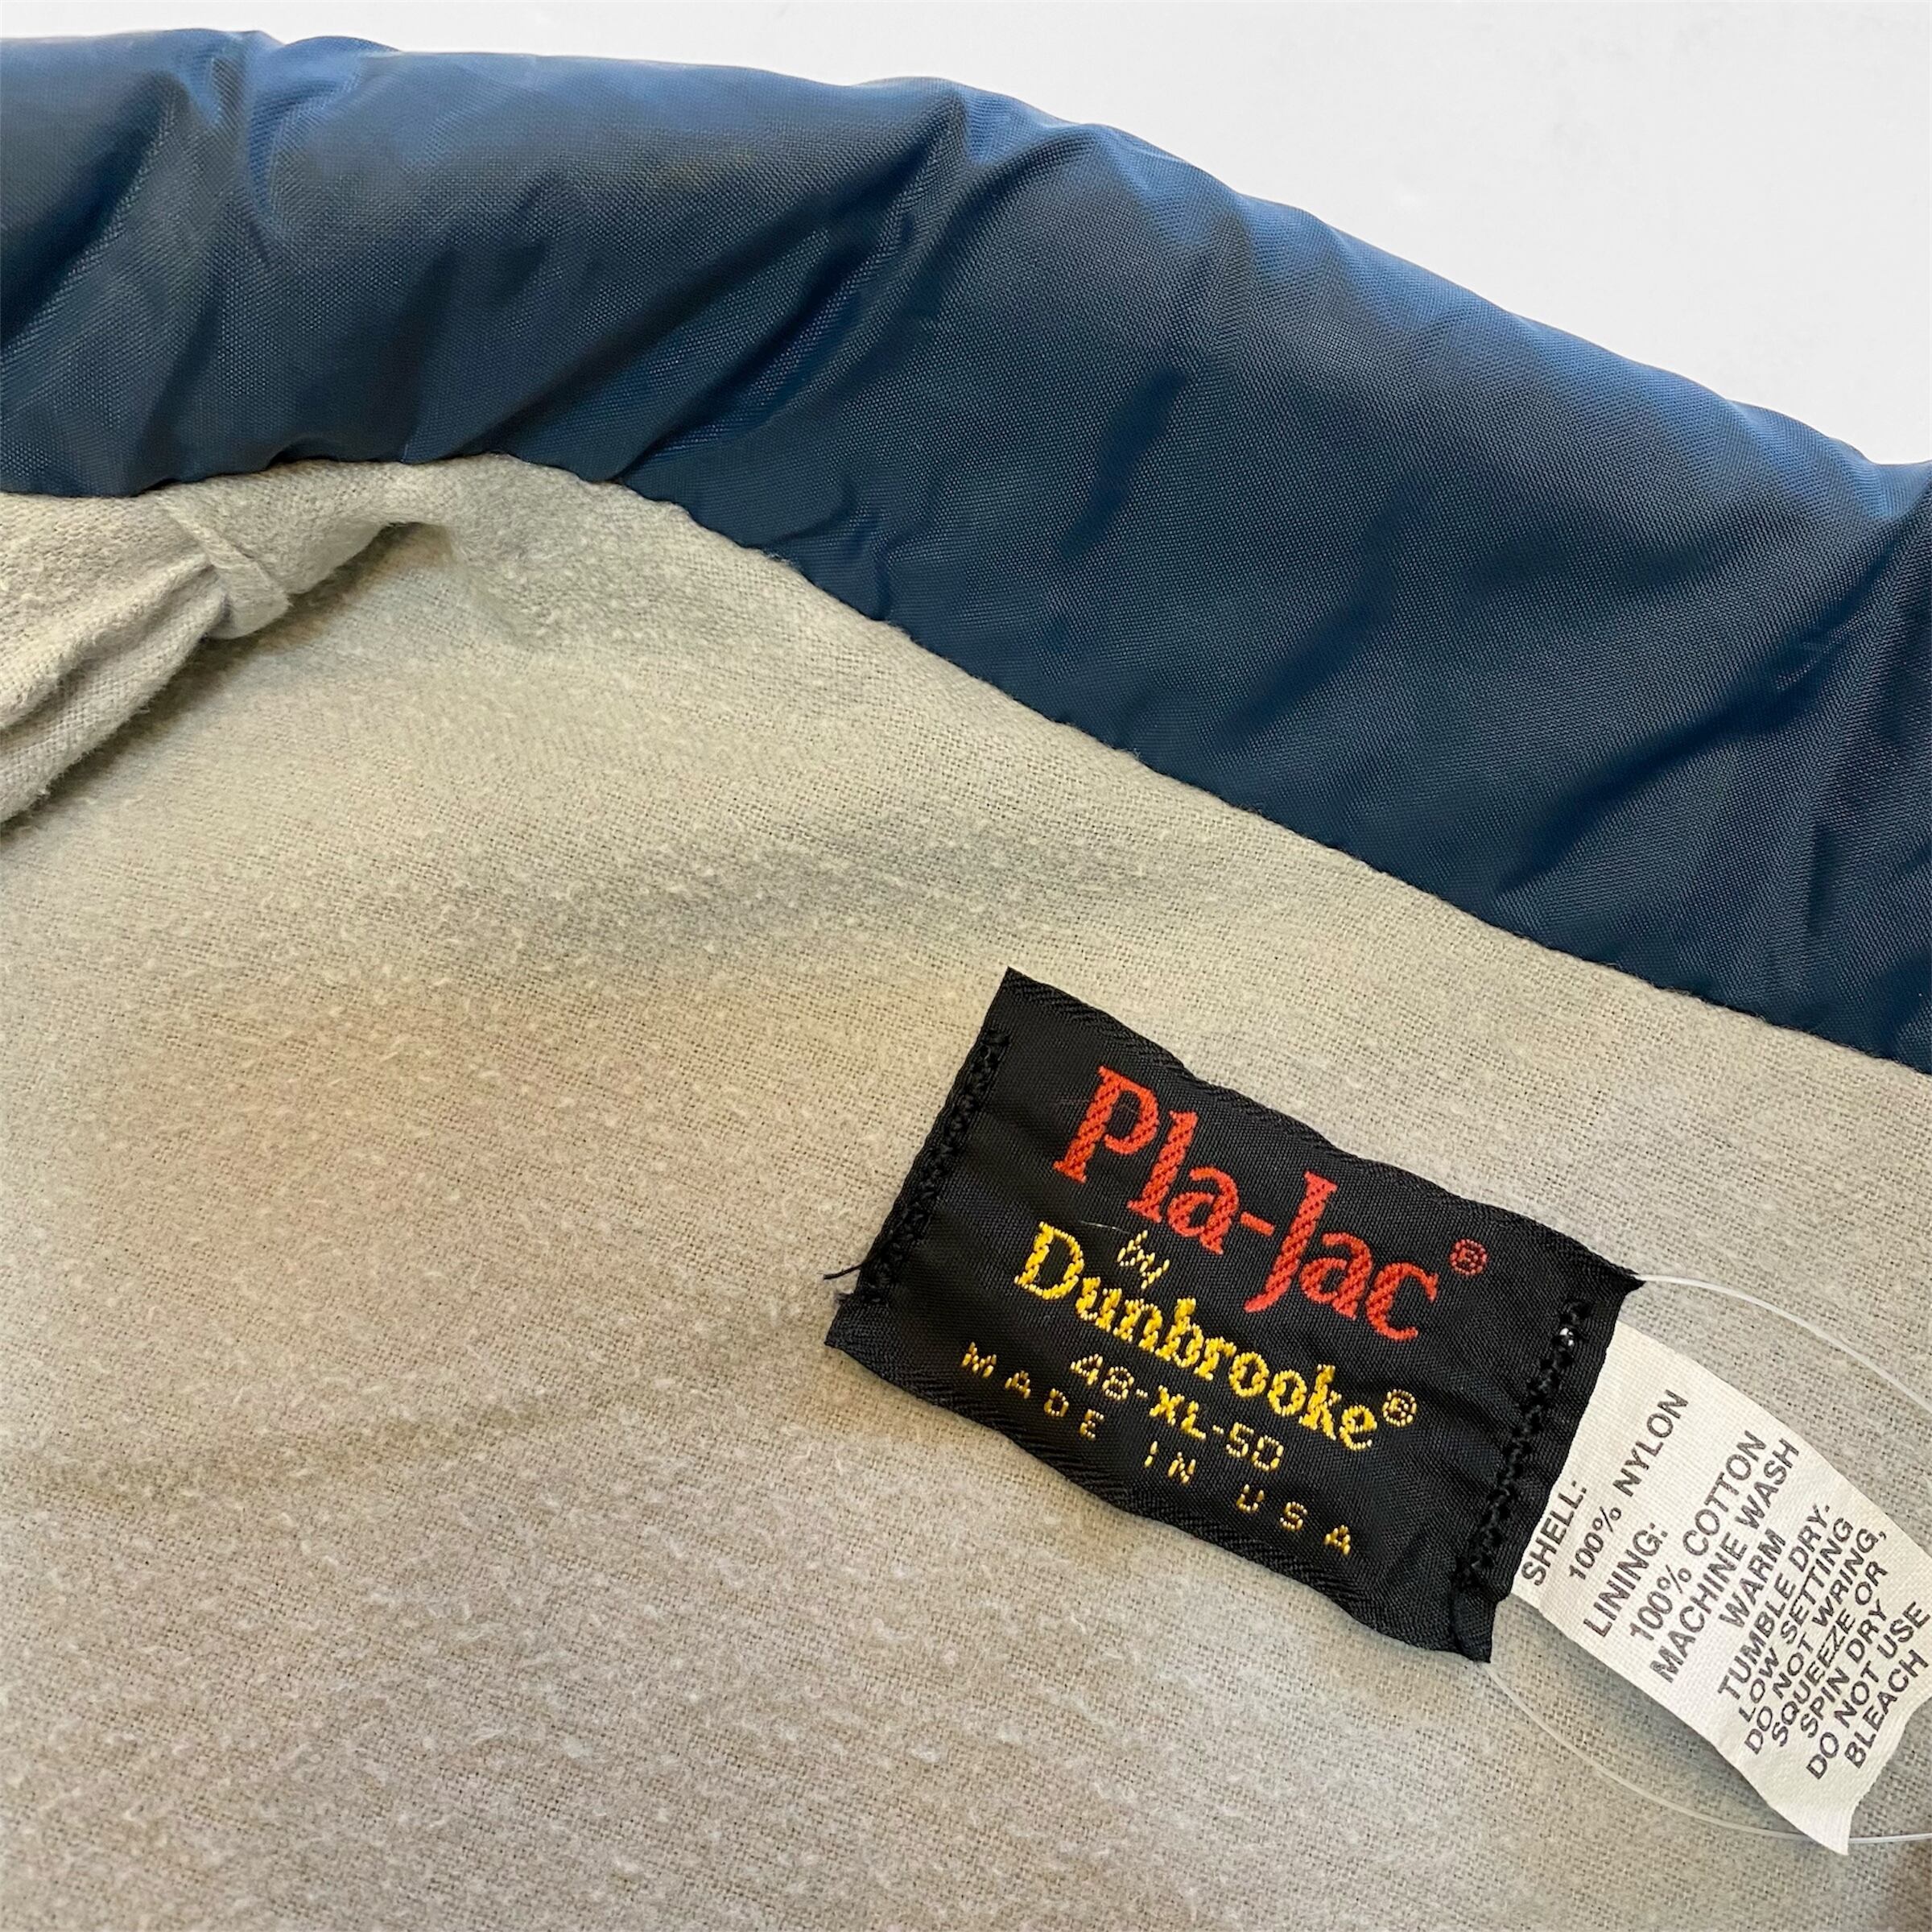 Pla-Jac®
by
Dunbrooke®
48-XL-50
MADE IN USA
SHELL:
100% NYLON
LINING:
100% COTTON
MACHINE WASH
WARM
TUMBLE DRY.
LOW SETTING
DO NOT WRING,
SQUEEZE OR
SPIN DRY
DO NOT USE
BLEACH